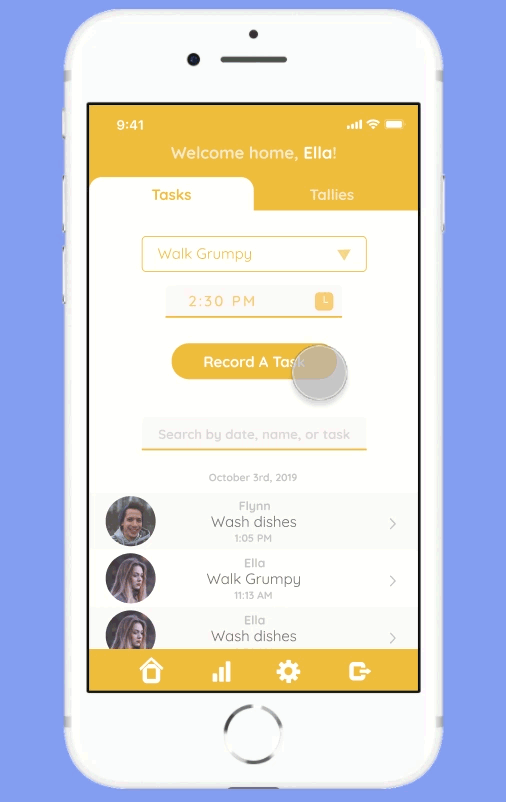 9:41
Welcome home, Ella!
Tasks
Tallies
Walk Grumpy
2:30 PM
Record A Task
Search by date, name, or task
October 3rd, 2019
Flynn
Wash dishes
1:05 PM
Ella
Walk Grumpy
11:13 AM
Ella
Wash dishes